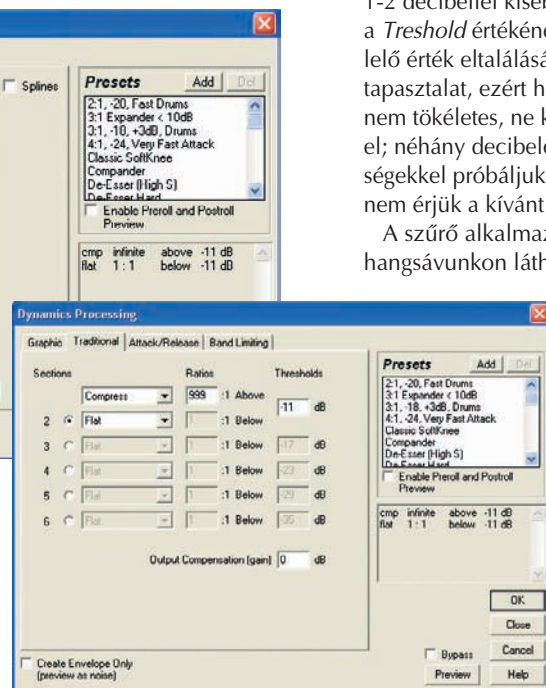 1-2 decibellel kiseb
a Treshold értékéne
lelő érték eltalálásá
tapasztalat, ezért h
nem tökéletes, ne k
el; néhány decibele
ségekkel próbáljuk
nem érjük a kívánt
A szűrő alkalmaz
hangsávunkon láth
Splines
Presets Add Del
2:1, -20, Fast Drums
3:1 Expander < 10dB
3:1, -18, +3dB, Drums
4:1, -24, Very Fast Attack
Classic SoftKnee
Compander
De-Esser (High S)
De-Esser Hard
Enable Preroll and Postroll
Preview
cmp infinite above -11 dB
flat 1 : 1 below -11 dB
Dynamics Processing
Graphic Traditional Attack/Release Band Limiting
Sections Ratios Thresholds
Compress 999 :1 Above
-11 dB
2 Flat 1 :1 Below
3 Flat 1 :1 Below -17 dB
4 Flat 1 :1 Below -23 dB
5 Flat 1 :1 Below -29 dB
6 Flat 1 :1 Below -35 dB
Output Compensation (gain) 0 dB
Create Envelope Only
(preview as noise)
Presets Add Del
2:1, -20, Fast Drums
3:1 Expander < 10dB
3:1, -18, +3dB, Drums
4:1, -24, Very Fast Attack
Classic SoftKnee
Compander
De-Esser (High S)
De-Esser Hard
Enable Preroll and Postroll
Preview
cmp infinite above -11 dB
flat 1 : 1 below -11 dB
OK
Close
Bypass Cancel
Preview Help